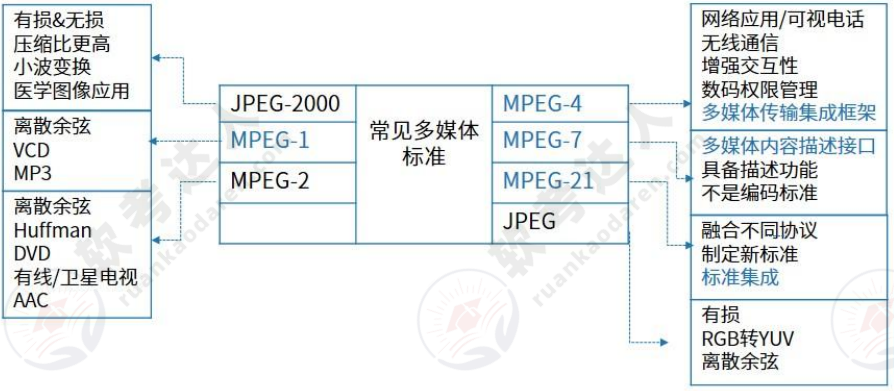 有损&无损
压缩比更高
小波变换
医学图像应用
离散余弦
VCD
MP3
离散余弦
Huffman
DVD
有线/卫星电视
AAC
JPEG-2000
MPEG-1
MPEG-2
常见多媒体
标准
MPEG-4
MPEG-7
MPEG-21
JPEG
网络应用/可视电话
无线通信
增强交互性
数码权限管理
多媒体传输集成框架
多媒体内容描述接口
具备描述功能
不是编码标准
融合不同协议
制定新标准
标准集成
有损
RGB转YUV
离散余弦
软考达人
ruankaodaren.com
软考达人
ruankaodaren.com